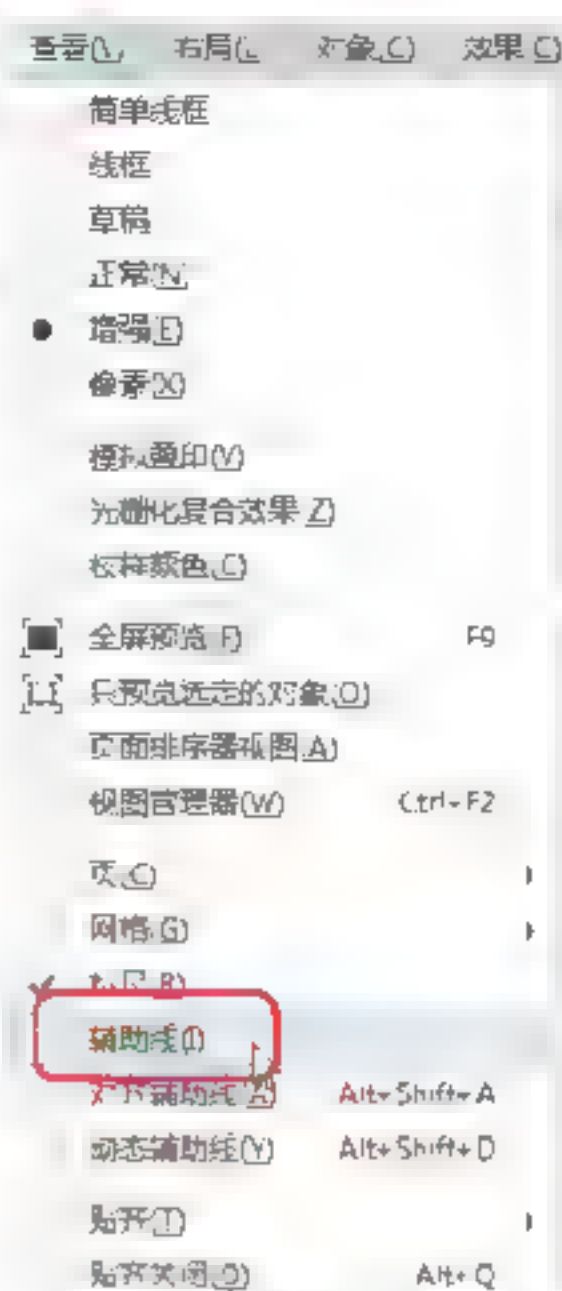 查看(V) 布局(L) 对象(C) 效果(C)
简单线框
线框
草稿
正常(N)
增强(E)
像素(X)
模拟叠印(V)
光栅化复合效果(Z)
校样颜色(C)
全屏预览(F) F9
只预览选定的对象(O)
页面排序器视图(A)
视图管理器(W) Ctrl+F2
页(C)
网格(G)
标尺(R)
辅助线(I)
对齐辅助线(A) Alt+Shift+A
动态辅助线(Y) Alt+Shift+D
贴齐(T)
贴齐关闭(O) Alt+Q